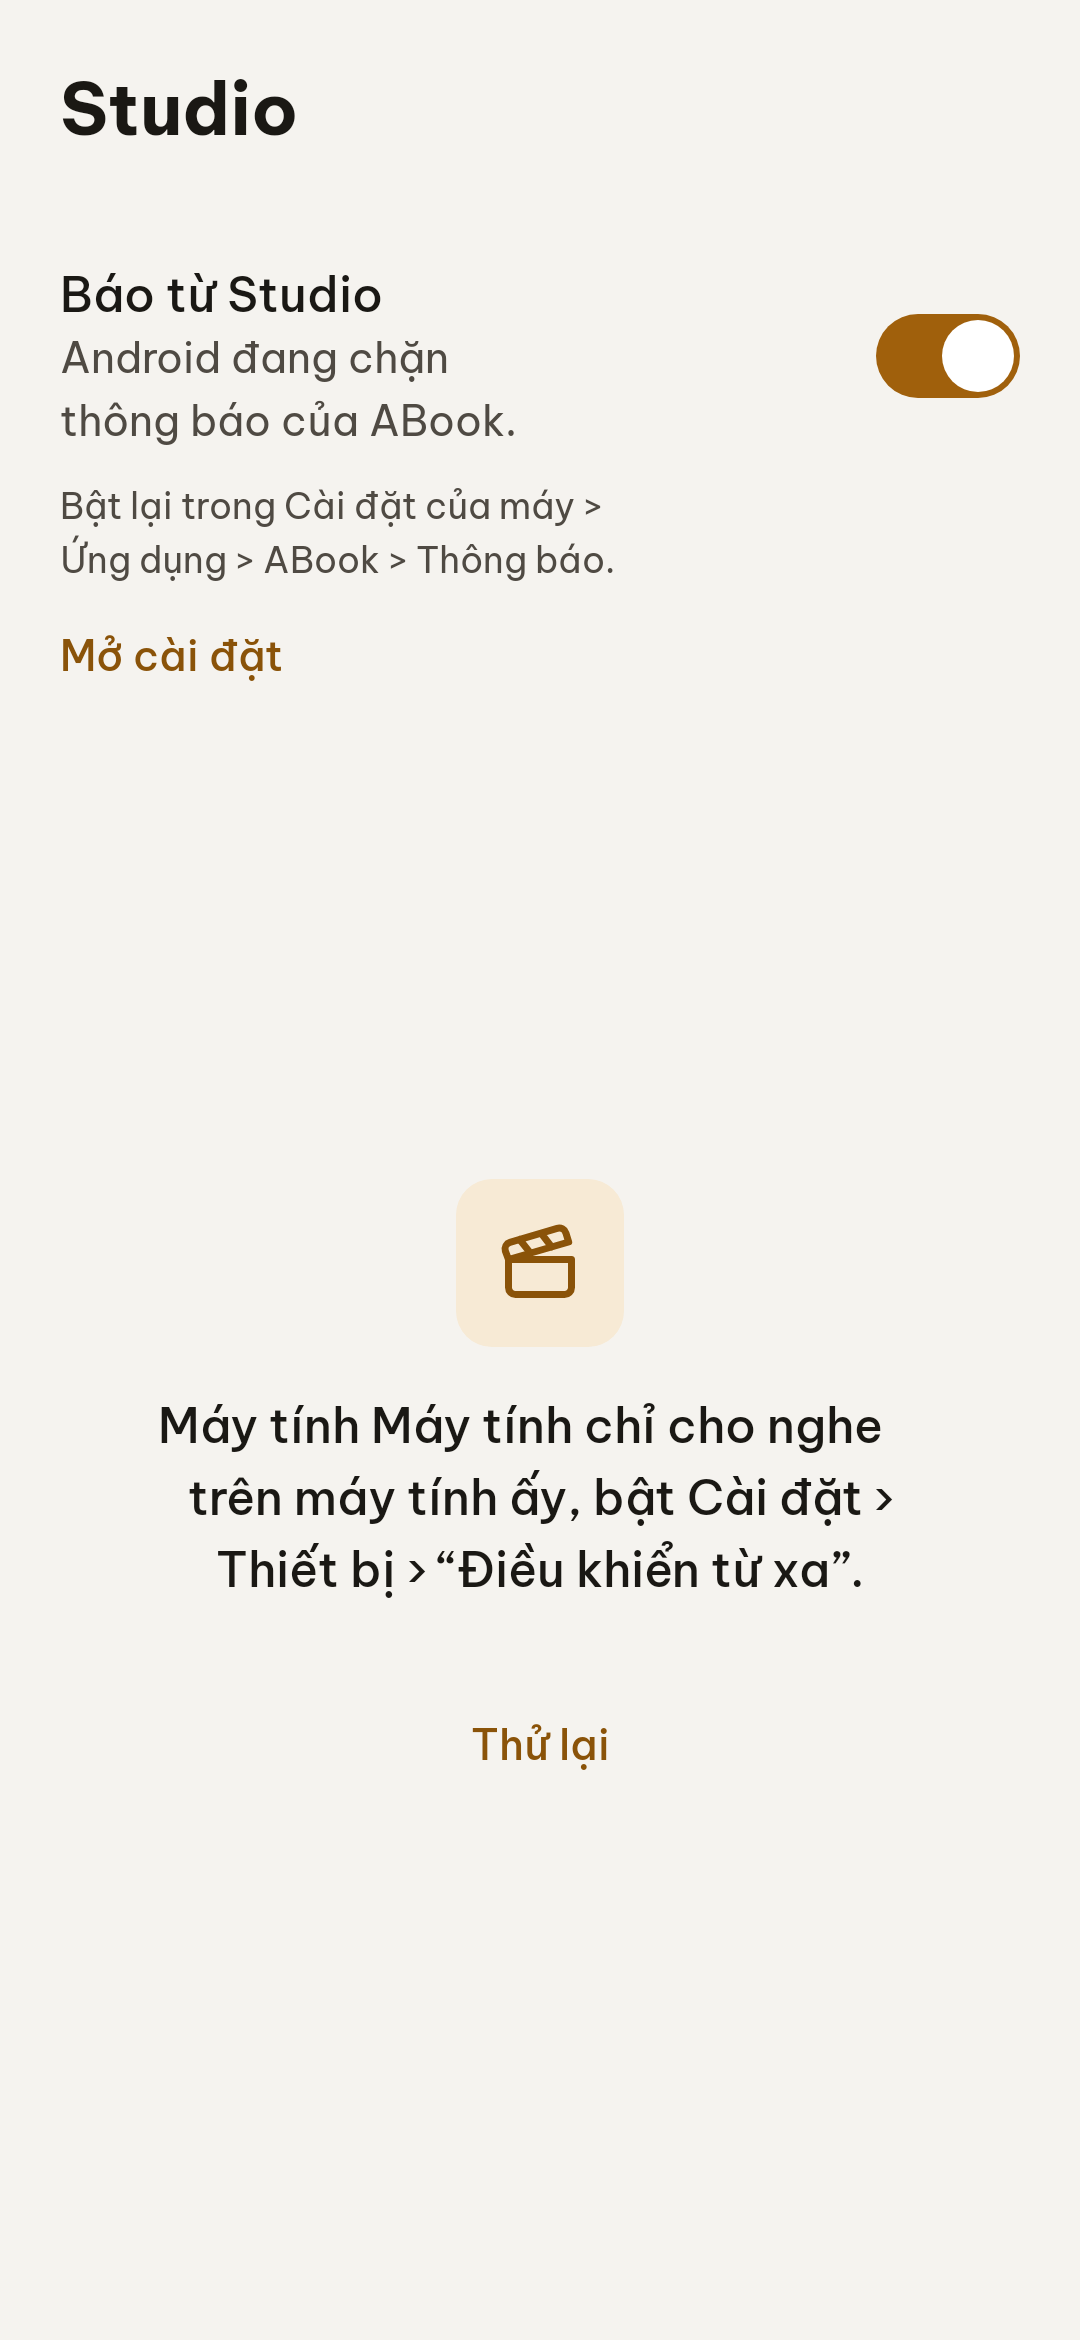 Studio
Báo từ Studio
Android đang chặn
thông báo của ABook.
Bật lại trong Cài đặt của máy >
Ứng dụng > ABook > Thông báo.
Mở cài đặt
Máy tính Máy tính chỉ cho nghe
trên máy tính ấy, bật Cài đặt >
Thiết bị > “Điều khiển từ xa”.
Thử lại